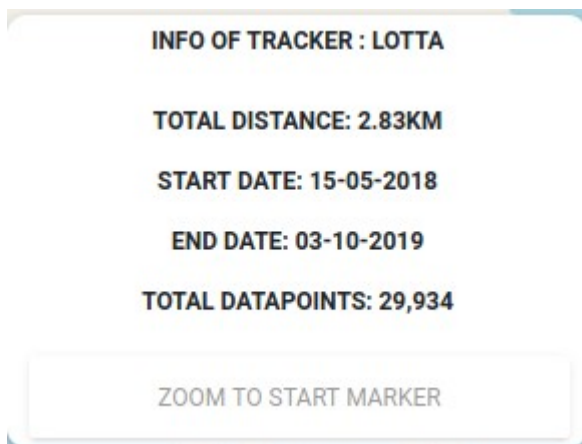 INFO OF TRACKER : LOTTA
TOTAL DISTANCE: 2.83KM
START DATE: 15-05-2018
END DATE: 03-10-2019
TOTAL DATAPOINTS: 29,934
ZOOM TO START MARKER